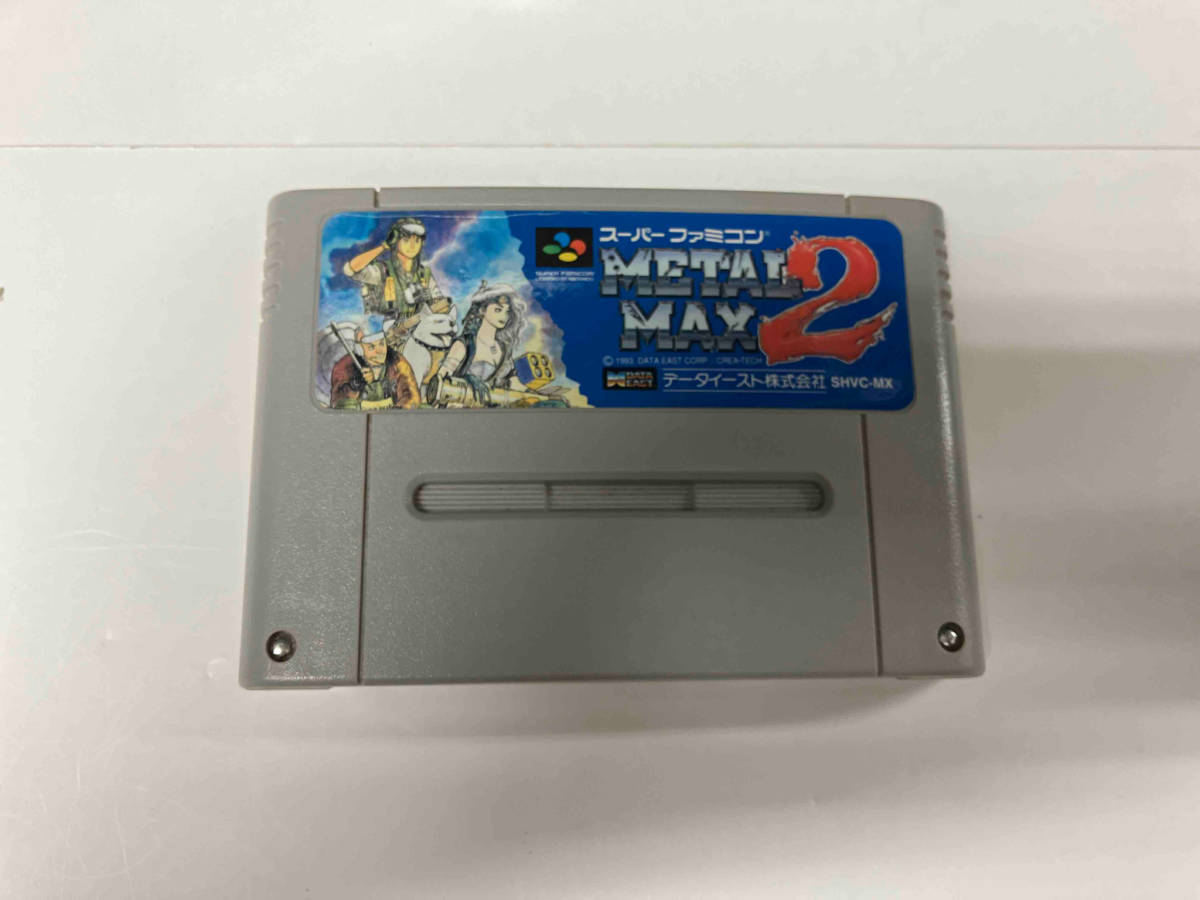 スーパーファミコン®
SUPER FAMICOM
METAL
MAX 2
© 1993 DATA EAST CORP / CREA-TECH
DATA
EAST
データイースト株式会社 SHVC-MX